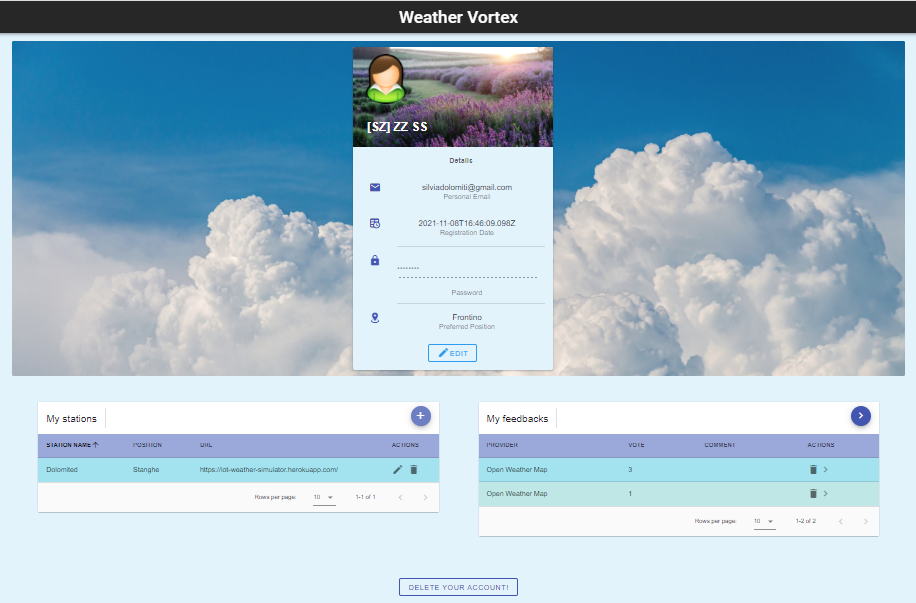 Weather Vortex
[SZ] ZZ SS
Details
silviadolomiti@gmail.com
Personal Email
2021-11-08T16:46:09.098Z
Registration Date
--------
Password
Frontino
Preferred Position
EDIT
My stations
STATION NAME POSITION URL ACTIONS
Dolomited Stanghe https://iot-weather-simulator.herokuapp.com/
Rows per page: 10 1-1 of 1
My feedbacks
PROVIDER VOTE COMMENT ACTIONS
Open Weather Map 3
Open Weather Map 1
Rows per page: 10 1-2 of 2
DELETE YOUR ACCOUNT!